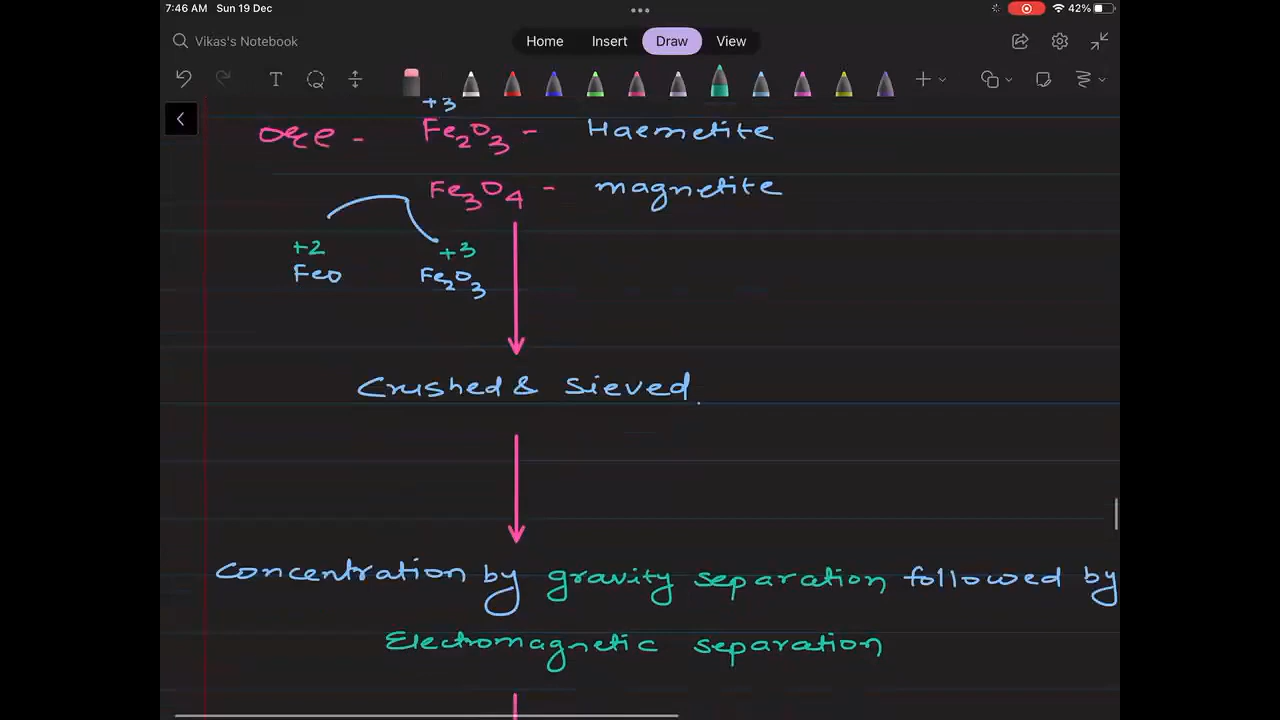 7:46 AM Sun 19 Dec
42%
Vikas's Notebook Home Insert Draw View
+3
ore - Fe2O3 - Haemetite
Fe3O4 - magnetite
+2 +3
FeO Fe2O3
Crushed & Sieved.
Concentration by gravity separation followed by
Electromagnetic separation